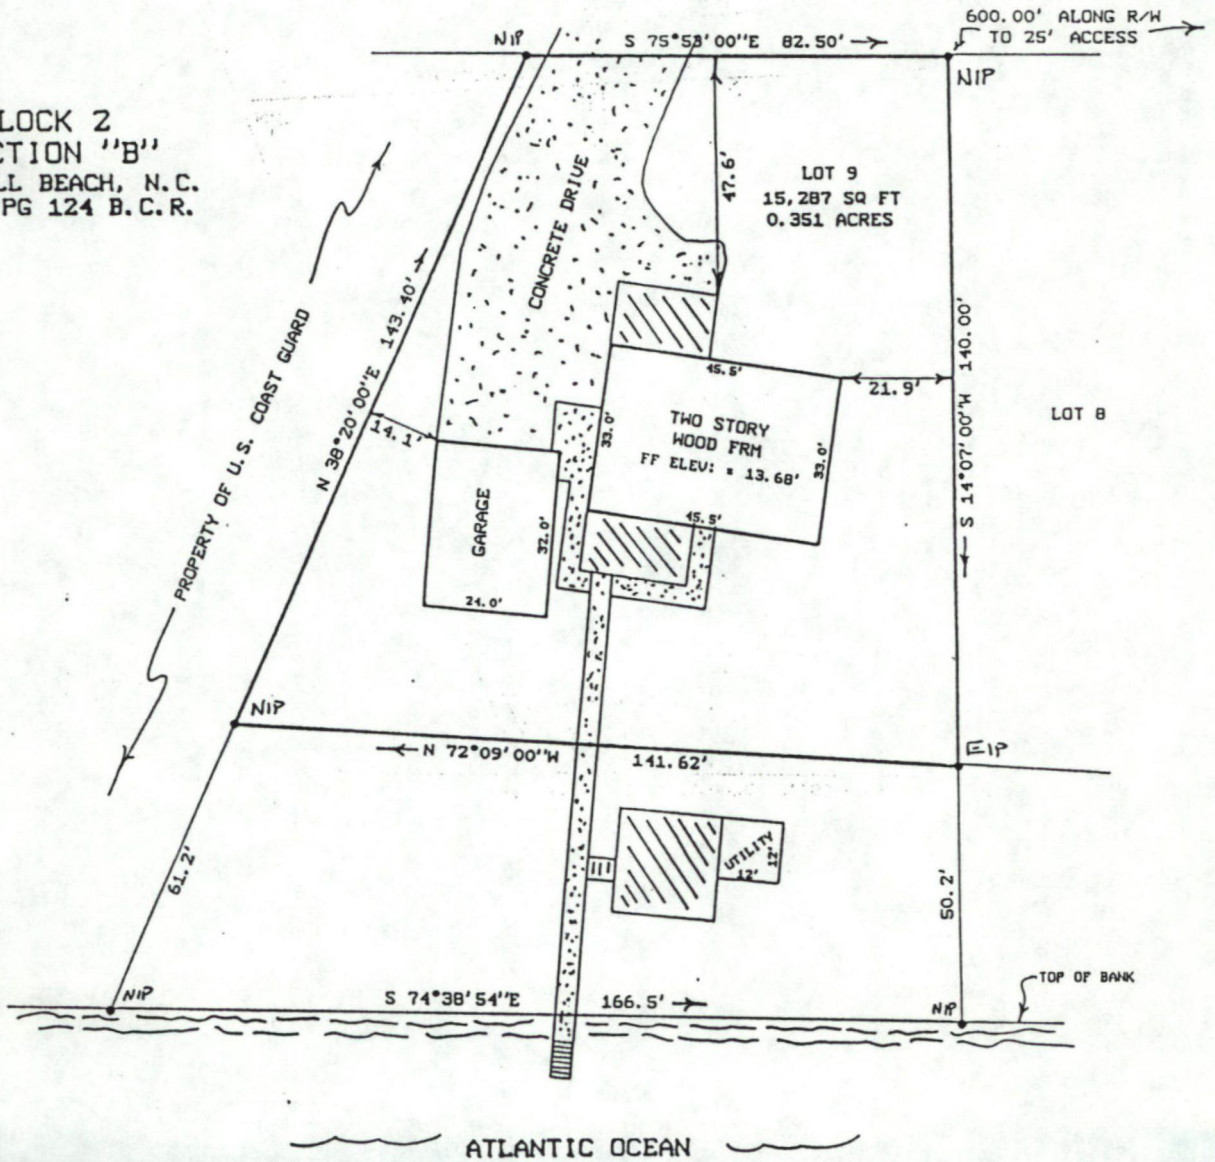 600.00' ALONG R/W
TO 25' ACCESS
NIP
S 75°53'00"E 82.50'
NIP
LOCK 2
CTION "B"
LL BEACH, N.C.
PG 124 B.C.R.
47.6'
LOT 9
15,287 SQ FT
0.351 ACRES
CONCRETE DRIVE
N 38°20'00"E 143.40'
PROPERTY OF U.S. COAST GUARD
S 14°07'00"W 140.00'
45.5'
21.9'
LOT 8
14.1'
33.0'
TWO STORY
WOOD FRM
FF ELEV: = 13.68'
33.0'
GARAGE
32.0'
45.5'
24.0'
NIP
N 72°09'00"W
141.62'
EIP
UTILITY
12'
12'
61.2'
50.2'
TOP OF BANK
NIP
S 74°38'54"E
166.5'
NIP
ATLANTIC OCEAN